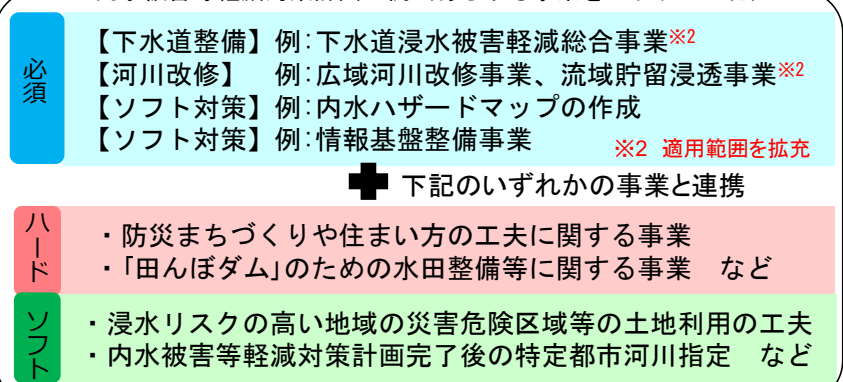 必須
【下水道整備】例:下水道浸水被害軽減総合事業※2
【河川改修】 例:広域河川改修事業、流域貯留浸透事業※2
【ソフト対策】例:内水ハザードマップの作成
【ソフト対策】例:情報基盤整備事業
※2 適用範囲を拡充
下記のいずれかの事業と連携
ハード
・防災まちづくりや住まい方の工夫に関する事業
・「田んぼダム」のための水田整備等に関する事業 など
ソフト
・浸水リスクの高い地域の災害危険区域等の土地利用の工夫
・内水被害等軽減対策計画完了後の特定都市河川指定 など